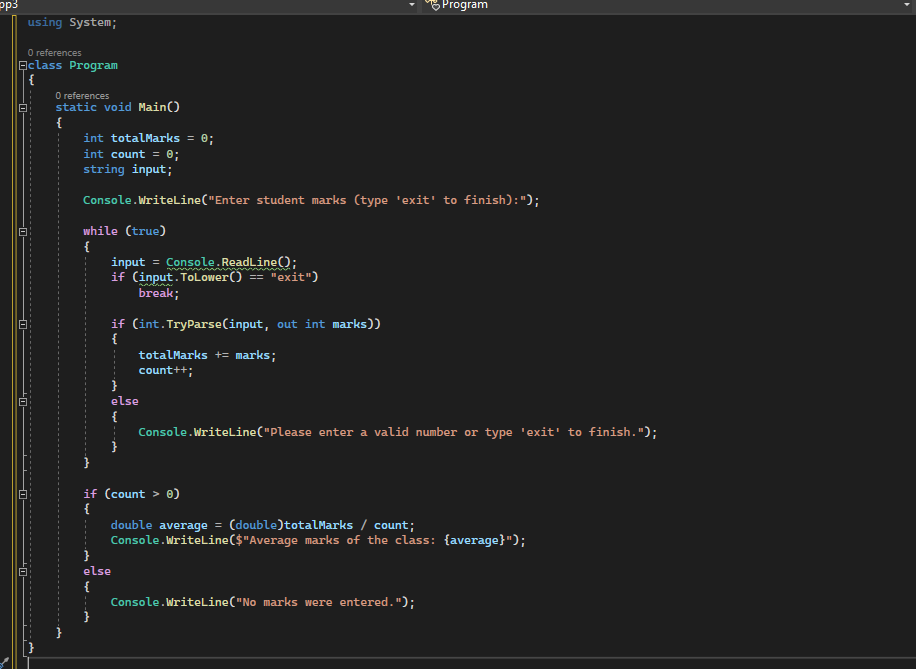 pp3 Program
using System;
0 references
class Program
{
0 references
static void Main()
{
int totalMarks = 0;
int count = 0;
string input;
Console.WriteLine("Enter student marks (type 'exit' to finish):");
while (true)
{
input = Console.ReadLine();
if (input.ToLower() == "exit")
break;
if (int.TryParse(input, out int marks))
{
totalMarks += marks;
count++;
}
else
{
Console.WriteLine("Please enter a valid number or type 'exit' to finish.");
}
}
if (count > 0)
{
double average = (double)totalMarks / count;
Console.WriteLine($"Average marks of the class: {average}");
}
else
{
Console.WriteLine("No marks were entered.");
}
}
}